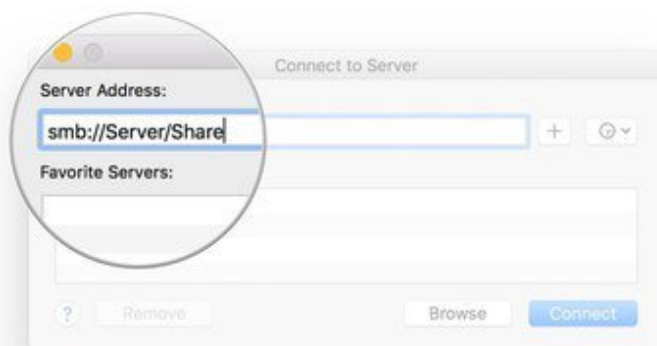 Connect to Server
Server Address:
smb://Server/Share
Favorite Servers:
? Remove Browse Connect